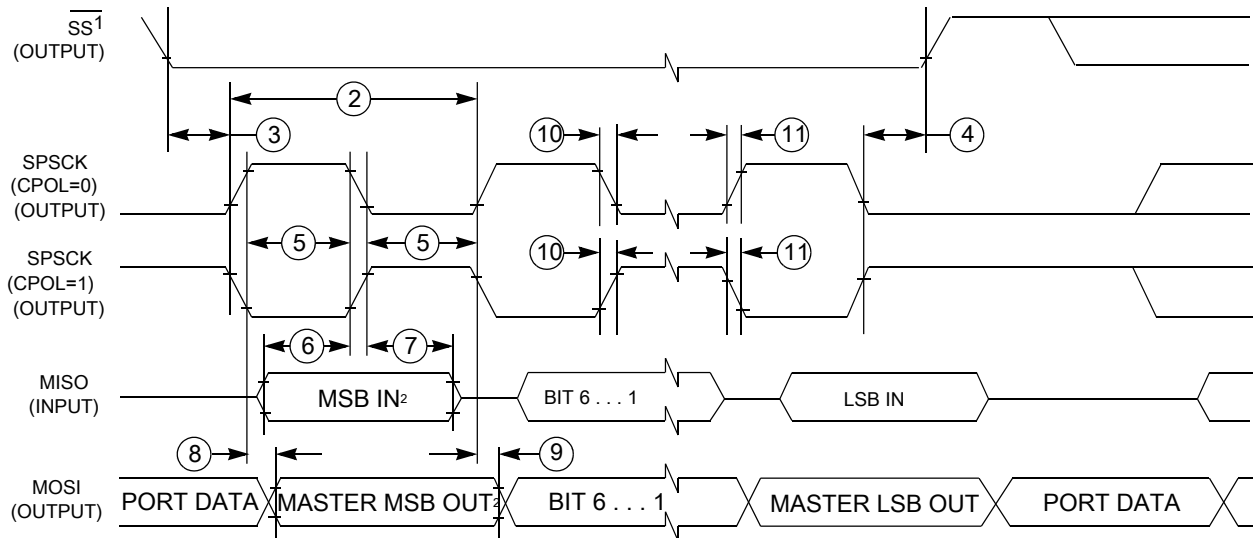 SS1
(OUTPUT)
2
3
10
11
4
SPSCK
(CPOL=0)
(OUTPUT)
5
5
SPSCK
(CPOL=1)
(OUTPUT)
10
11
6
7
MISO
(INPUT)
MSB IN2
BIT 6 . . . 1
LSB IN
8
9
MOSI
(OUTPUT)
PORT DATA
MASTER MSB OUT2
BIT 6 . . . 1
MASTER LSB OUT
PORT DATA